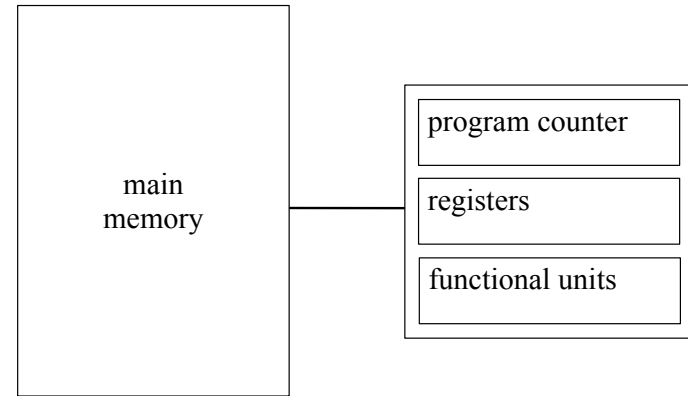 main
memory
program counter
registers
functional units